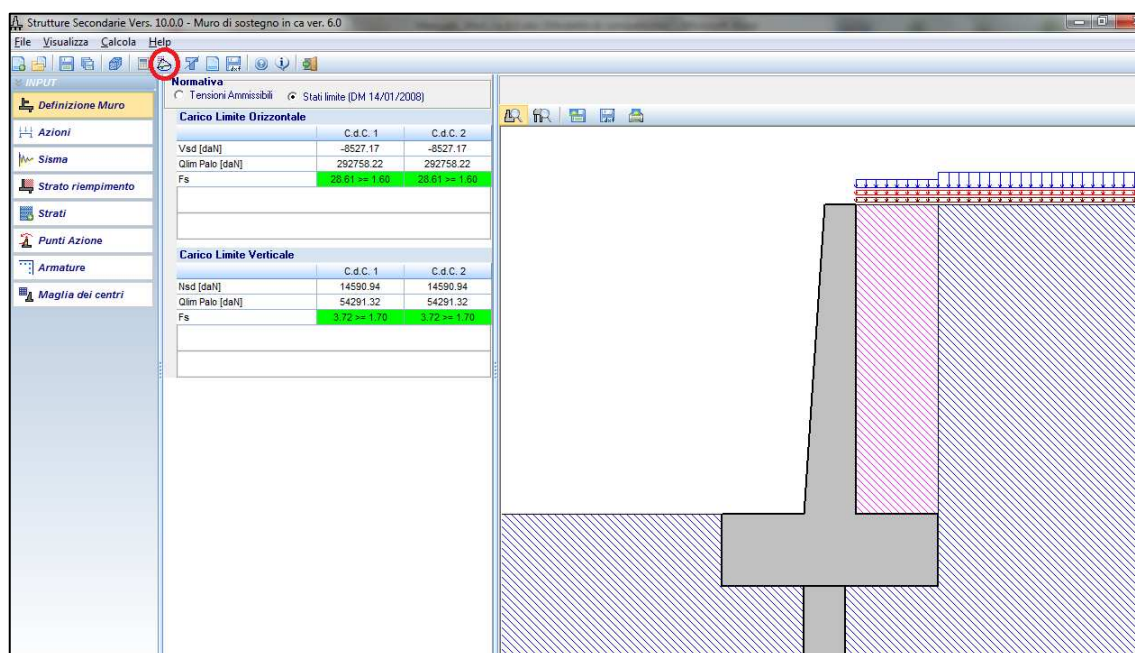 Strutture Secondarie Vers. 10.0.0 - Muro di sostegno in ca ver. 6.0
File Visualizza Calcola Help
INPUT
Definizione Muro
Azioni
Sisma
Strato riempimento
Strati
Punti Azione
Armature
Maglia dei centri
Normativa
Tensioni Ammissibili Stati limite (DM 14/01/2008)
Carico Limite Orizzontale
C.d.C. 1 C.d.C. 2
Vsd [daN] -8527.17 -8527.17
Qlim Palo [daN] 292758.22 292758.22
Fs 28.61 >= 1.60 28.61 >= 1.60
Carico Limite Verticale
C.d.C. 1 C.d.C. 2
Nsd [daN] 14590.94 14590.94
Qlim Palo [daN] 54291.32 54291.32
Fs 3.72 >= 1.70 3.72 >= 1.70